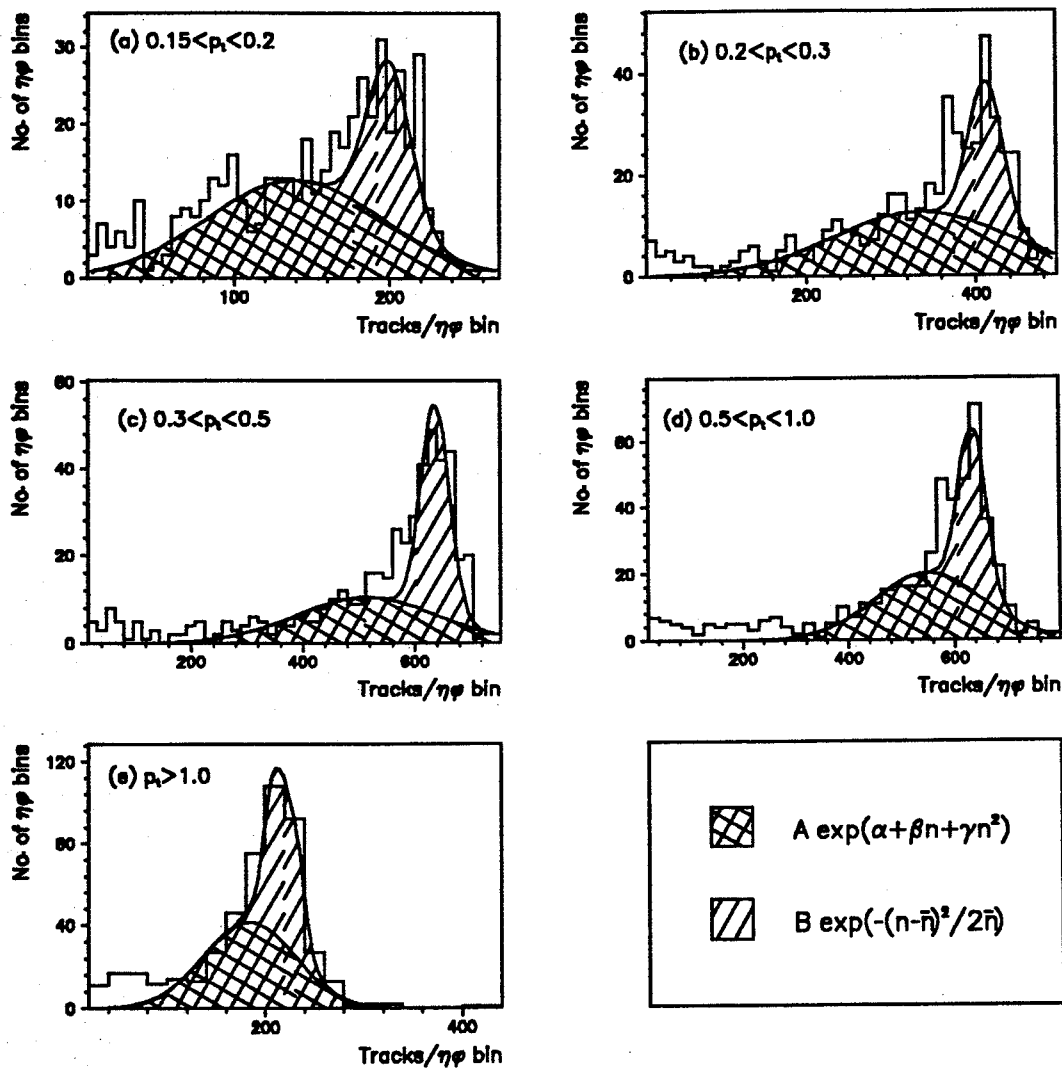 (a) 0.15<pₜ<0.2
No. of ηφ bins
30
20
10
0
100
200
Tracks/ηφ bin
(b) 0.2<pₜ<0.3
No. of ηφ bins
40
20
0
200
400
Tracks/ηφ bin
(c) 0.3<pₜ<0.5
No. of ηφ bins
60
40
20
0
200
400
600
Tracks/ηφ bin
(d) 0.5<pₜ<1.0
No. of ηφ bins
60
40
20
0
200
400
600
Tracks/ηφ bin
(e) pₜ>1.0
No. of ηφ bins
120
80
40
0
200
400
Tracks/ηφ bin
A exp(α+βn+γn²)
B exp(-(n-n̄)²/2n̄)